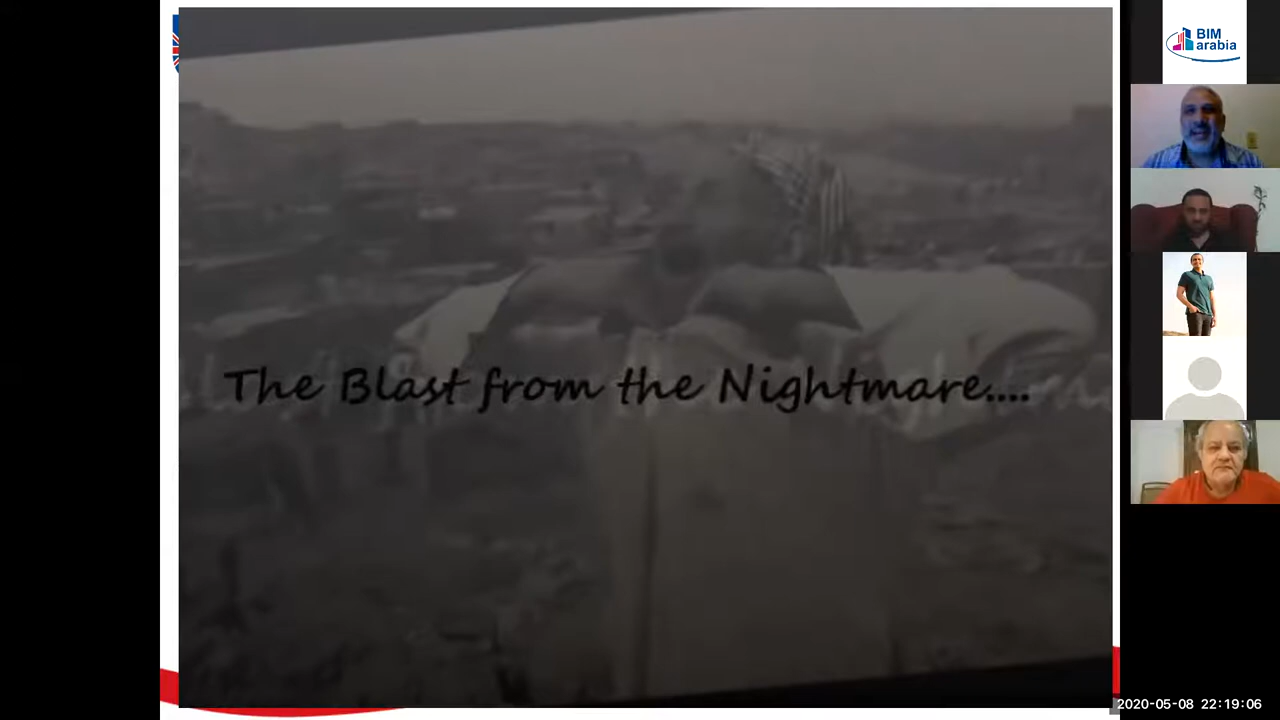 BIM
arabia
The Blast from the Nightmare....
2020-05-08 22:19:06